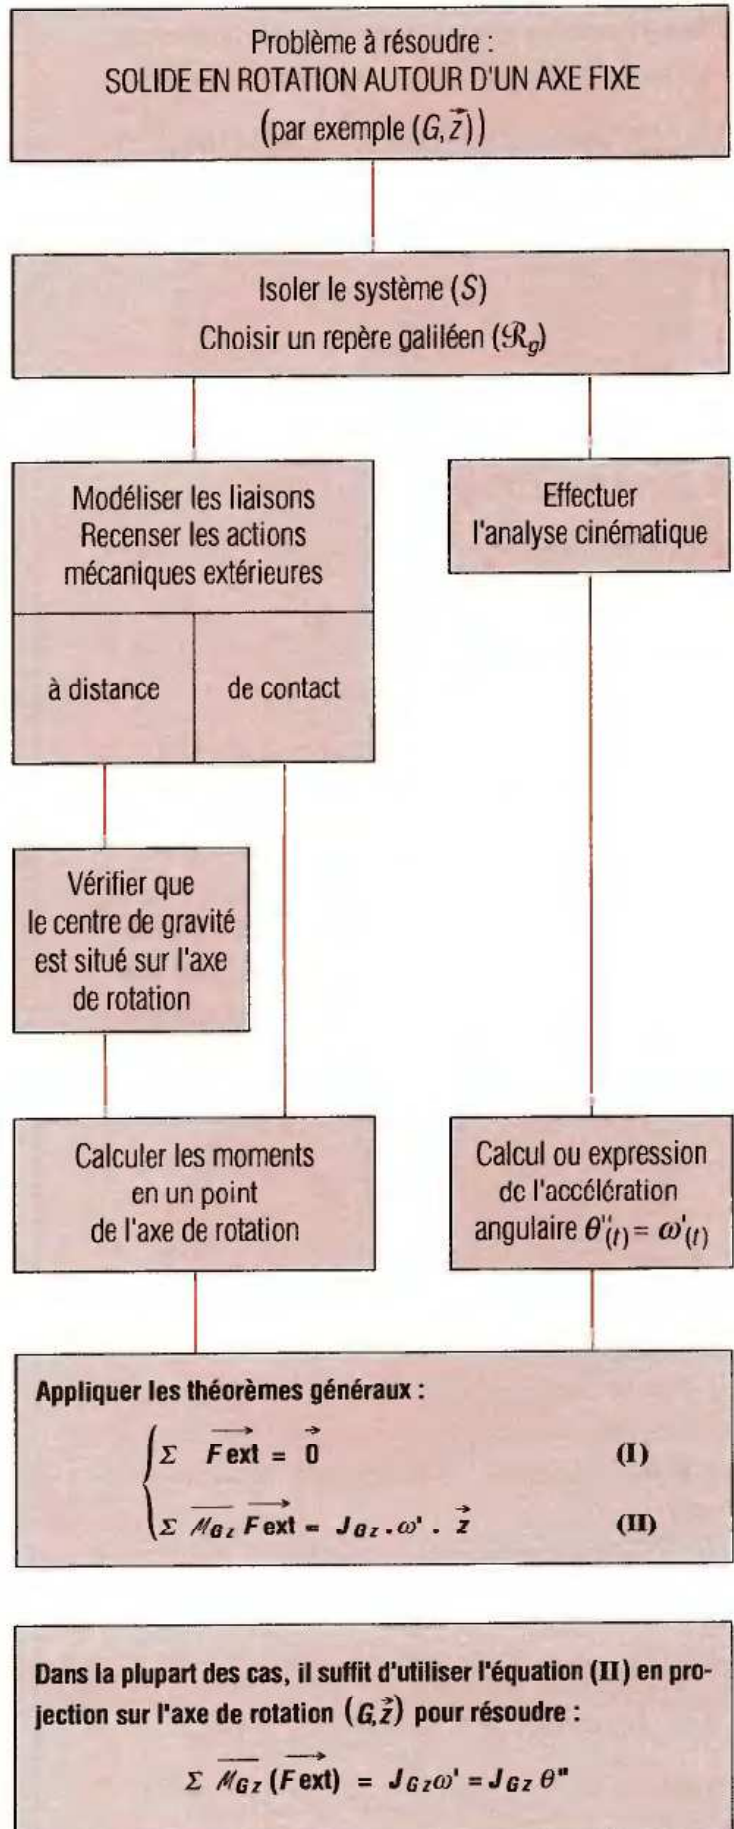 Problème à résoudre :
SOLIDE EN ROTATION AUTOUR D'UN AXE FIXE
(par exemple (G, z⃗))
Isoler le système (S)
Choisir un repère galiléen (ℛg)
Modéliser les liaisons
Recenser les actions
mécaniques extérieures
à distance
de contact
Effectuer
l'analyse cinématique
Vérifier que
le centre de gravité
est situé sur l'axe
de rotation
Calculer les moments
en un point
de l'axe de rotation
Calcul ou expression
de l'accélération
angulaire θ''(t) = ω'(t)
Appliquer les théorèmes généraux :
Σ F⃗ext = 0⃗ (I)
Σ ℳGz F⃗ext = JGz . ω' . z⃗ (II)
Dans la plupart des cas, il suffit d'utiliser l'équation (II) en pro-
jection sur l'axe de rotation (G, z⃗) pour résoudre :
Σ ℳGz (F⃗ext) = JGz ω' = JGz θ"